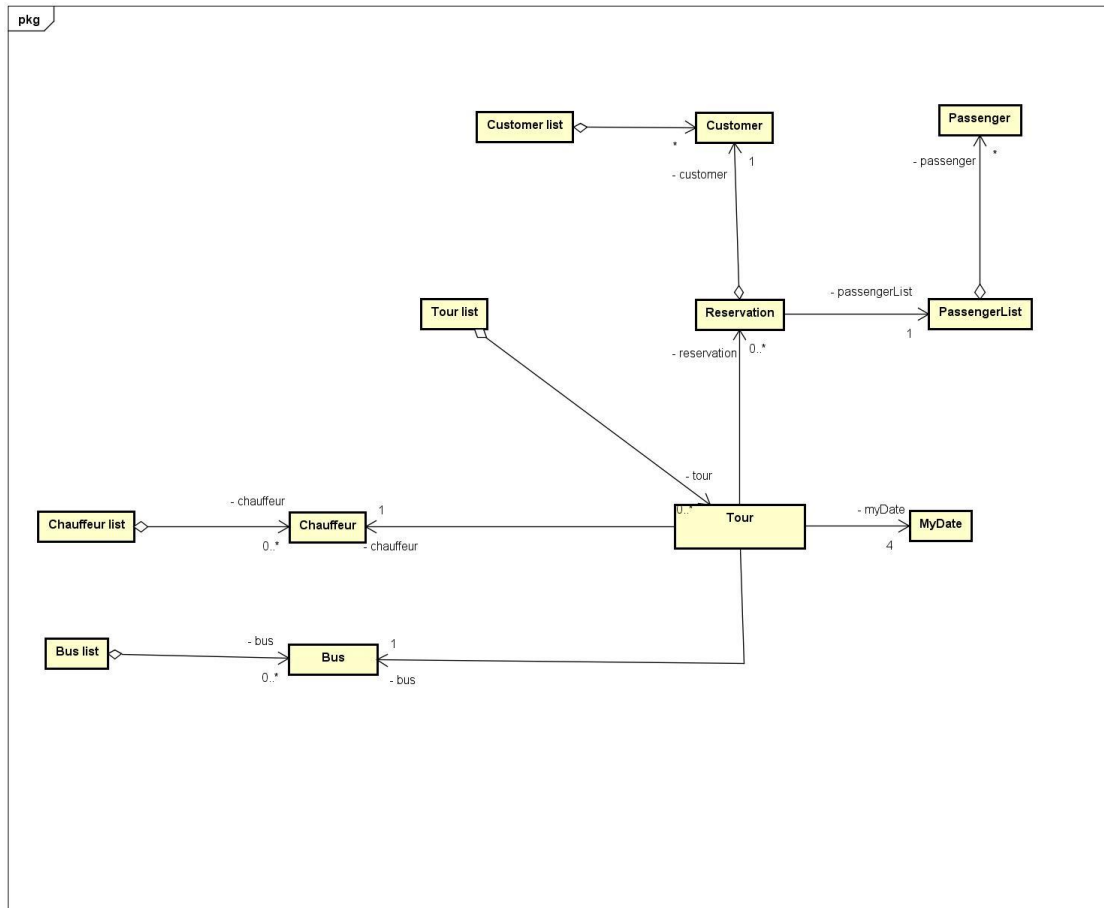 pkg
Customer list
Customer
Passenger
*
1
*
- passenger
- customer
Tour list
Reservation
- passengerList
PassengerList
1
- reservation
0..*
- tour
0..*
Tour
- myDate
MyDate
4
Chauffeur list
- chauffeur
0..*
Chauffeur
1
- chauffeur
Bus list
- bus
0..*
Bus
1
- bus